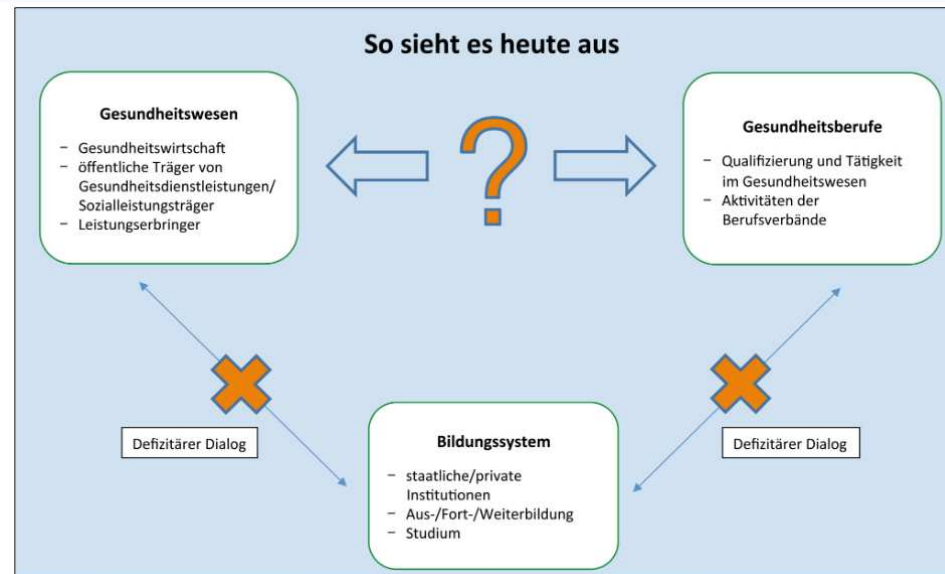 So sieht es heute aus
Gesundheitswesen
– Gesundheitswirtschaft
– öffentliche Träger von
Gesundheitsdienstleistungen/
Sozialleistungsträger
– Leistungserbringer
?
Gesundheitsberufe
– Qualifizierung und Tätigkeit
im Gesundheitswesen
– Aktivitäten der
Berufsverbände
Defizitärer Dialog
Defizitärer Dialog
Bildungssystem
– staatliche/private
Institutionen
– Aus-/Fort-/Weiterbildung
– Studium